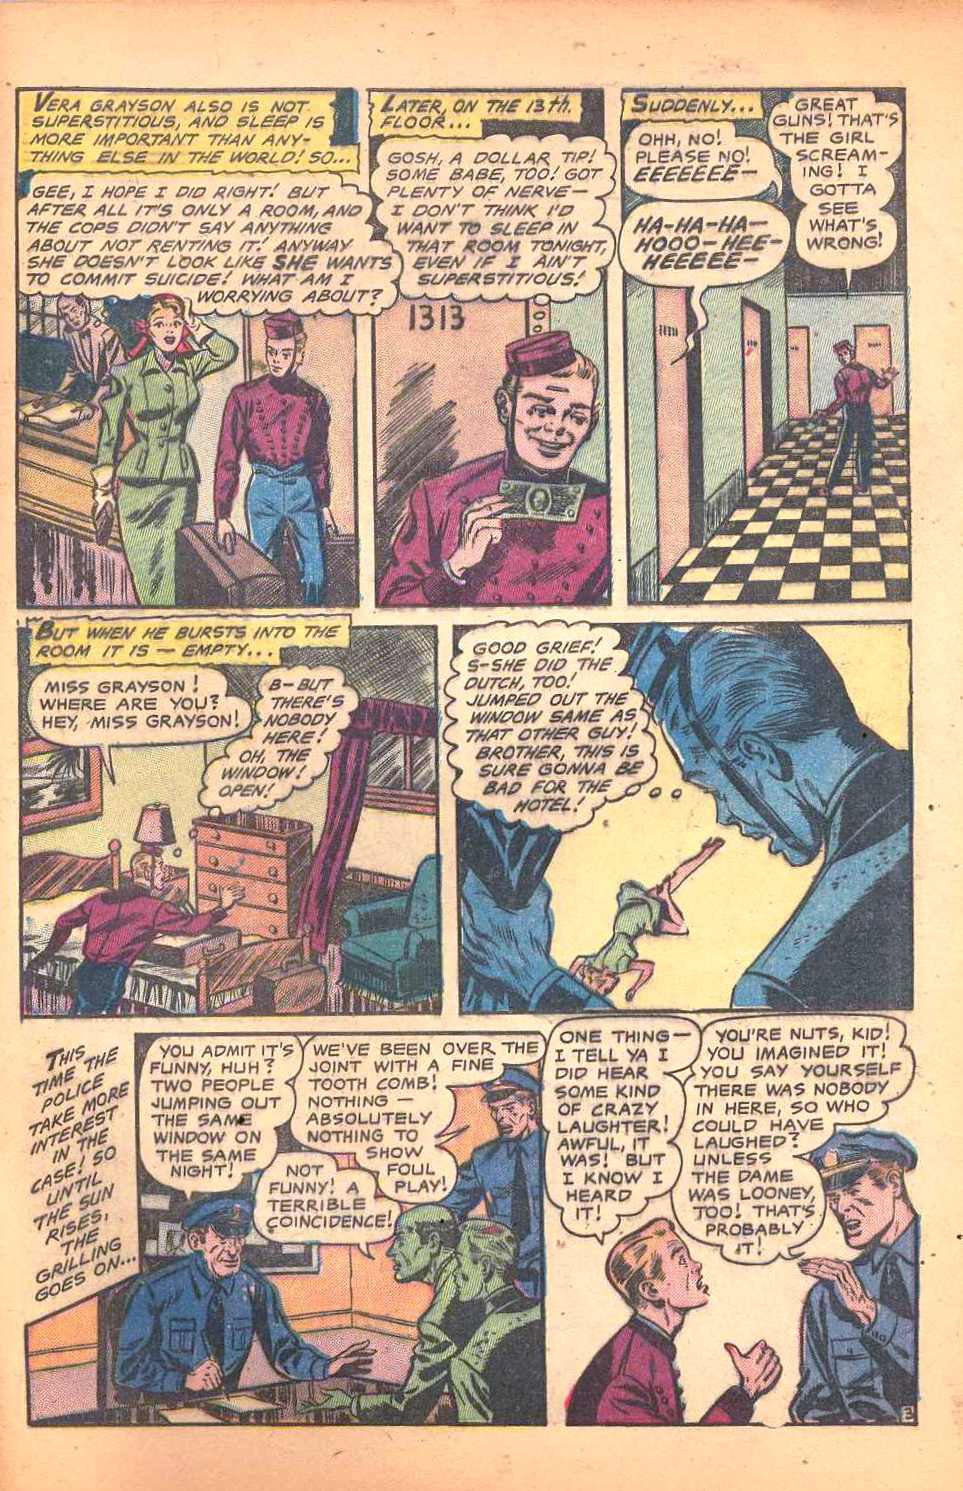 VERA GRAYSON ALSO IS NOT
SUPERSTITIOUS, AND SLEEP IS
MORE IMPORTANT THAN ANY-
THING ELSE IN THE WORLD! SO...
GEE, I HOPE I DID RIGHT! BUT
AFTER ALL IT'S ONLY A ROOM, AND
THE COPS DIDN'T SAY ANYTHING
ABOUT NOT RENTING IT! ANYWAY
SHE DOESN'T LOOK LIKE SHE WANTS
TO COMMIT SUICIDE! WHAT AM I
WORRYING ABOUT?
LATER, ON THE 13th.
FLOOR...
GOSH, A DOLLAR TIP!
SOME BABE, TOO! GOT
PLENTY OF NERVE—
I DON'T THINK I'D
WANT TO SLEEP IN
THAT ROOM TONIGHT,
EVEN IF I AIN'T
SUPERSTITIOUS!
1313
SUDDENLY...
OHH, NO!
PLEASE NO!
EEEEEEE—
HA-HA-HA—
HOOO-HEE-
HEEEEEE—
GREAT
GUNS! THAT'S
THE GIRL
SCREAM-
ING! I
GOTTA
SEE
WHAT'S
WRONG!
BUT WHEN HE BURSTS INTO THE
ROOM IT IS — EMPTY...
MISS GRAYSON!
WHERE ARE YOU?
HEY, MISS GRAYSON!
B-BUT
THERE'S
NOBODY
HERE!
OH, THE
WINDOW!
OPEN!
GOOD GRIEF!
S-SHE DID THE
DUTCH, TOO!
JUMPED OUT THE
WINDOW SAME AS
THAT OTHER GUY!
BROTHER, THIS IS
SURE GONNA BE
BAD FOR THE
HOTEL!
THIS
TIME THE
POLICE
TAKE MORE
INTEREST
IN THE
CASE! SO
UNTIL
THE SUN
RISES,
THE
GRILLING
GOES ON...
YOU ADMIT IT'S
FUNNY, HUH?
TWO PEOPLE
JUMPING OUT
THE SAME
WINDOW ON
THE SAME
NIGHT!
WE'VE BEEN OVER THE
JOINT WITH A FINE
TOOTH COMB!
NOTHING —
ABSOLUTELY
NOTHING TO
SHOW
FOUL
PLAY!
NOT
FUNNY! A
TERRIBLE
COINCIDENCE!
ONE THING—
I TELL YA I
DID HEAR
SOME KIND
OF CRAZY
LAUGHTER!
AWFUL, IT
WAS! BUT
I KNOW I
HEARD
IT!
YOU'RE NUTS, KID!
YOU IMAGINED IT!
YOU SAY YOURSELF
THERE WAS NOBODY
IN HERE, SO WHO
COULD HAVE
LAUGHED?
UNLESS
THE DAME
WAS LOONEY,
TOO! THAT'S
PROBABLY
IT!